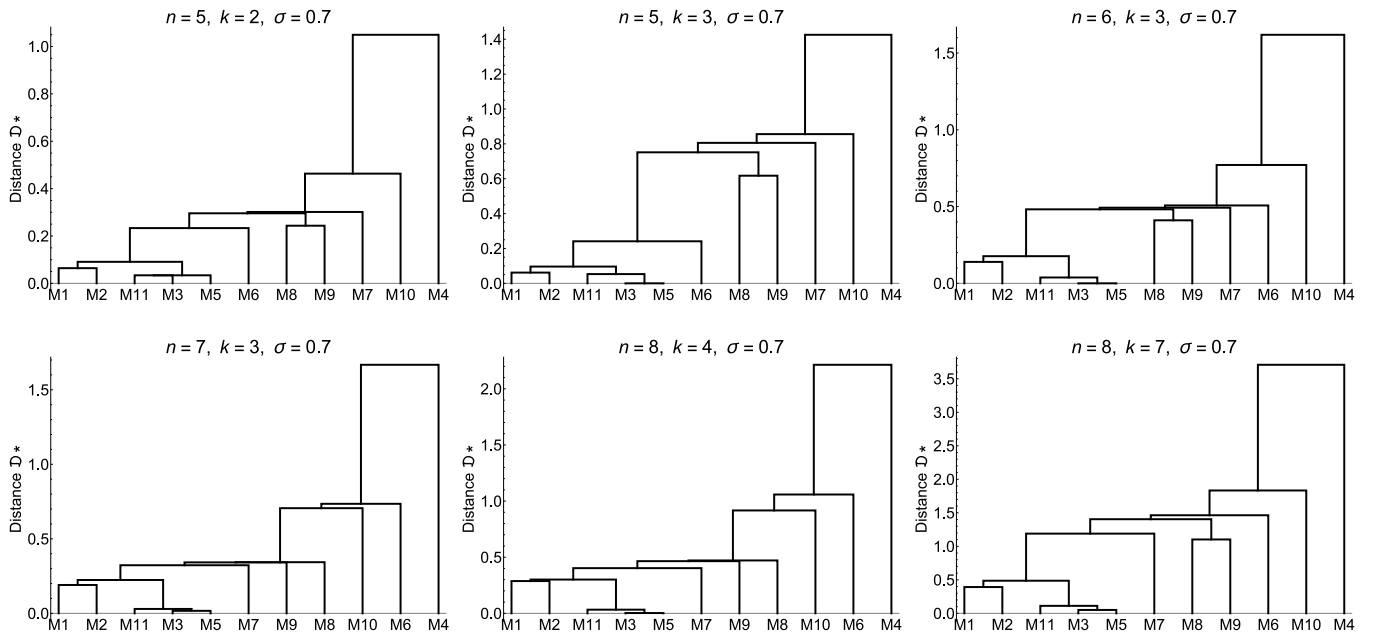 n = 5, k = 2, σ = 0.7
Distance 𝒟⋆
1.0
0.8
0.6
0.4
0.2
0.0
M1 M2 M11 M3 M5 M6 M8 M9 M7 M10 M4
n = 5, k = 3, σ = 0.7
Distance 𝒟⋆
1.4
1.2
1.0
0.8
0.6
0.4
0.2
0.0
M1 M2 M11 M3 M5 M6 M8 M9 M7 M10 M4
n = 6, k = 3, σ = 0.7
Distance 𝒟⋆
1.5
1.0
0.5
0.0
M1 M2 M11 M3 M5 M8 M9 M7 M6 M10 M4
n = 7, k = 3, σ = 0.7
Distance 𝒟⋆
1.5
1.0
0.5
0.0
M1 M2 M11 M3 M5 M7 M9 M8 M10 M6 M4
n = 8, k = 4, σ = 0.7
Distance 𝒟⋆
2.0
1.5
1.0
0.5
0.0
M1 M2 M11 M3 M5 M7 M9 M8 M10 M6 M4
n = 8, k = 7, σ = 0.7
Distance 𝒟⋆
3.5
3.0
2.5
2.0
1.5
1.0
0.5
0.0
M1 M2 M11 M3 M5 M7 M8 M9 M6 M10 M4